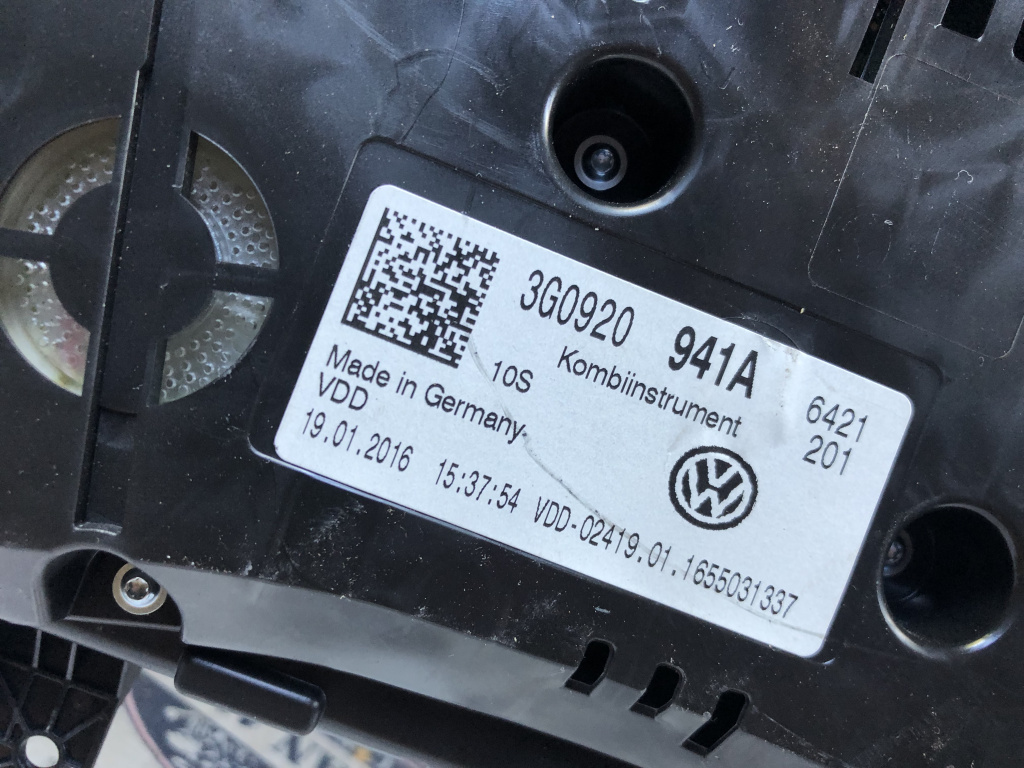 3G0920 941A
Kombiinstrument
10S
6421
201
Made in Germany
VDD
19.01.2016 15:37:54 VDD-02419.01.1655031337